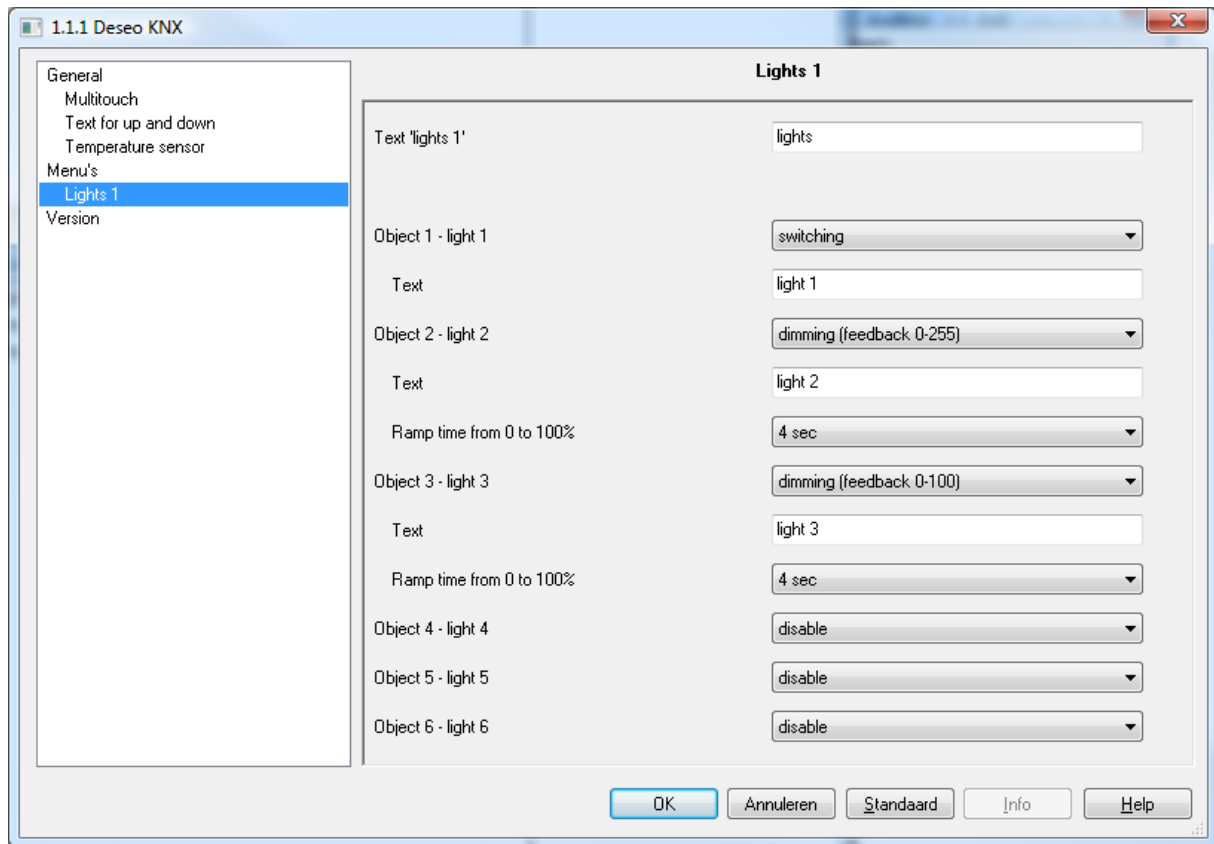 1.1.1 Deseo KNX
General
Multitouch
Text for up and down
Temperature sensor
Menu's
Lights 1
Version
Lights 1
Text 'lights 1' lights
Object 1 - light 1 switching
Text light 1
Object 2 - light 2 dimming (feedback 0-255)
Text light 2
Ramp time from 0 to 100% 4 sec
Object 3 - light 3 dimming (feedback 0-100)
Text light 3
Ramp time from 0 to 100% 4 sec
Object 4 - light 4 disable
Object 5 - light 5 disable
Object 6 - light 6 disable
OK Annuleren Standaard Info Help